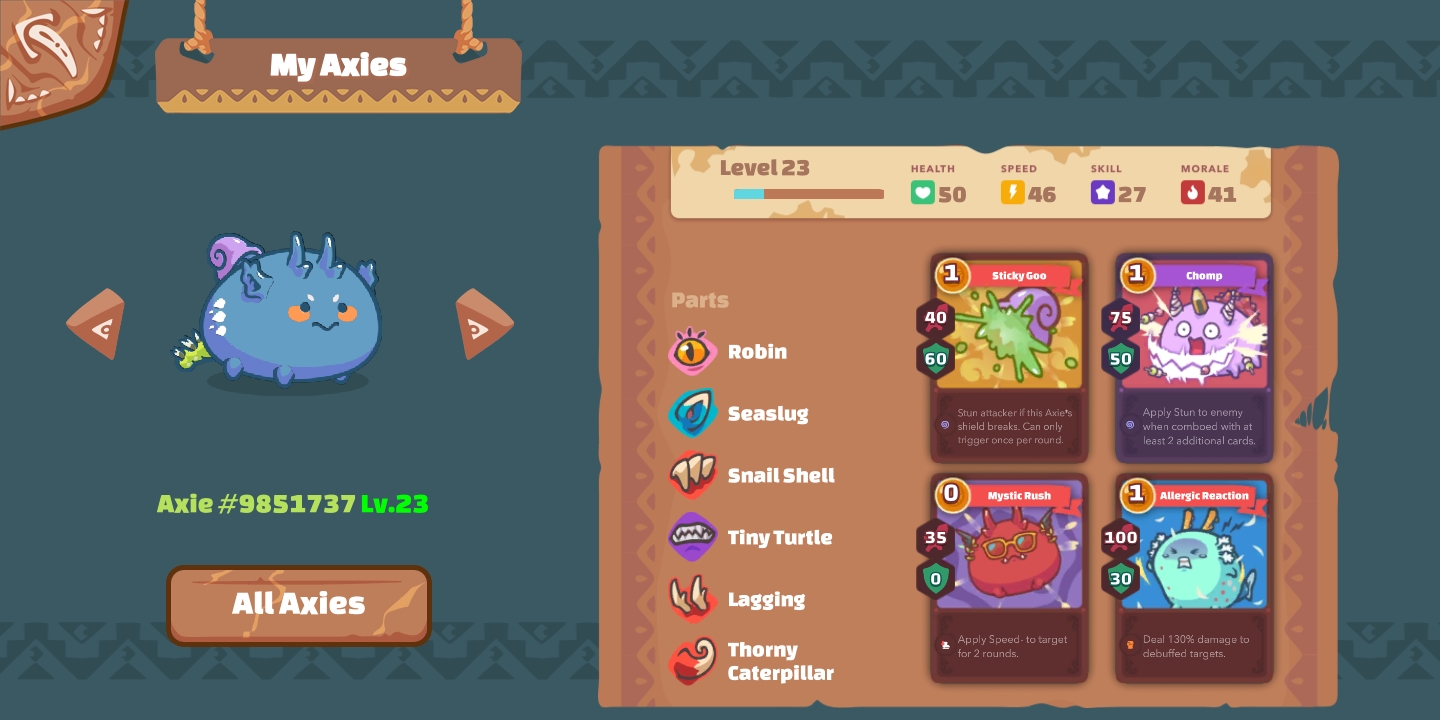 My Axies
Axie #9851737 Lv.23
All Axies
Level 23
HEALTH
50
SPEED
46
SKILL
27
MORALE
41
Parts
Robin
Seaslug
Snail Shell
Tiny Turtle
Lagging
Thorny
Caterpillar
1
Sticky Goo
40
60
Stun attacker if this Axie's
shield breaks. Can only
trigger once per round.
1
Chomp
75
50
Apply Stun to enemy
when comboed with at
least 2 additional cards.
0
Mystic Rush
35
0
Apply Speed- to target
for 2 rounds.
1
Allergic Reaction
100
30
Deal 130% damage to
debuffed targets.